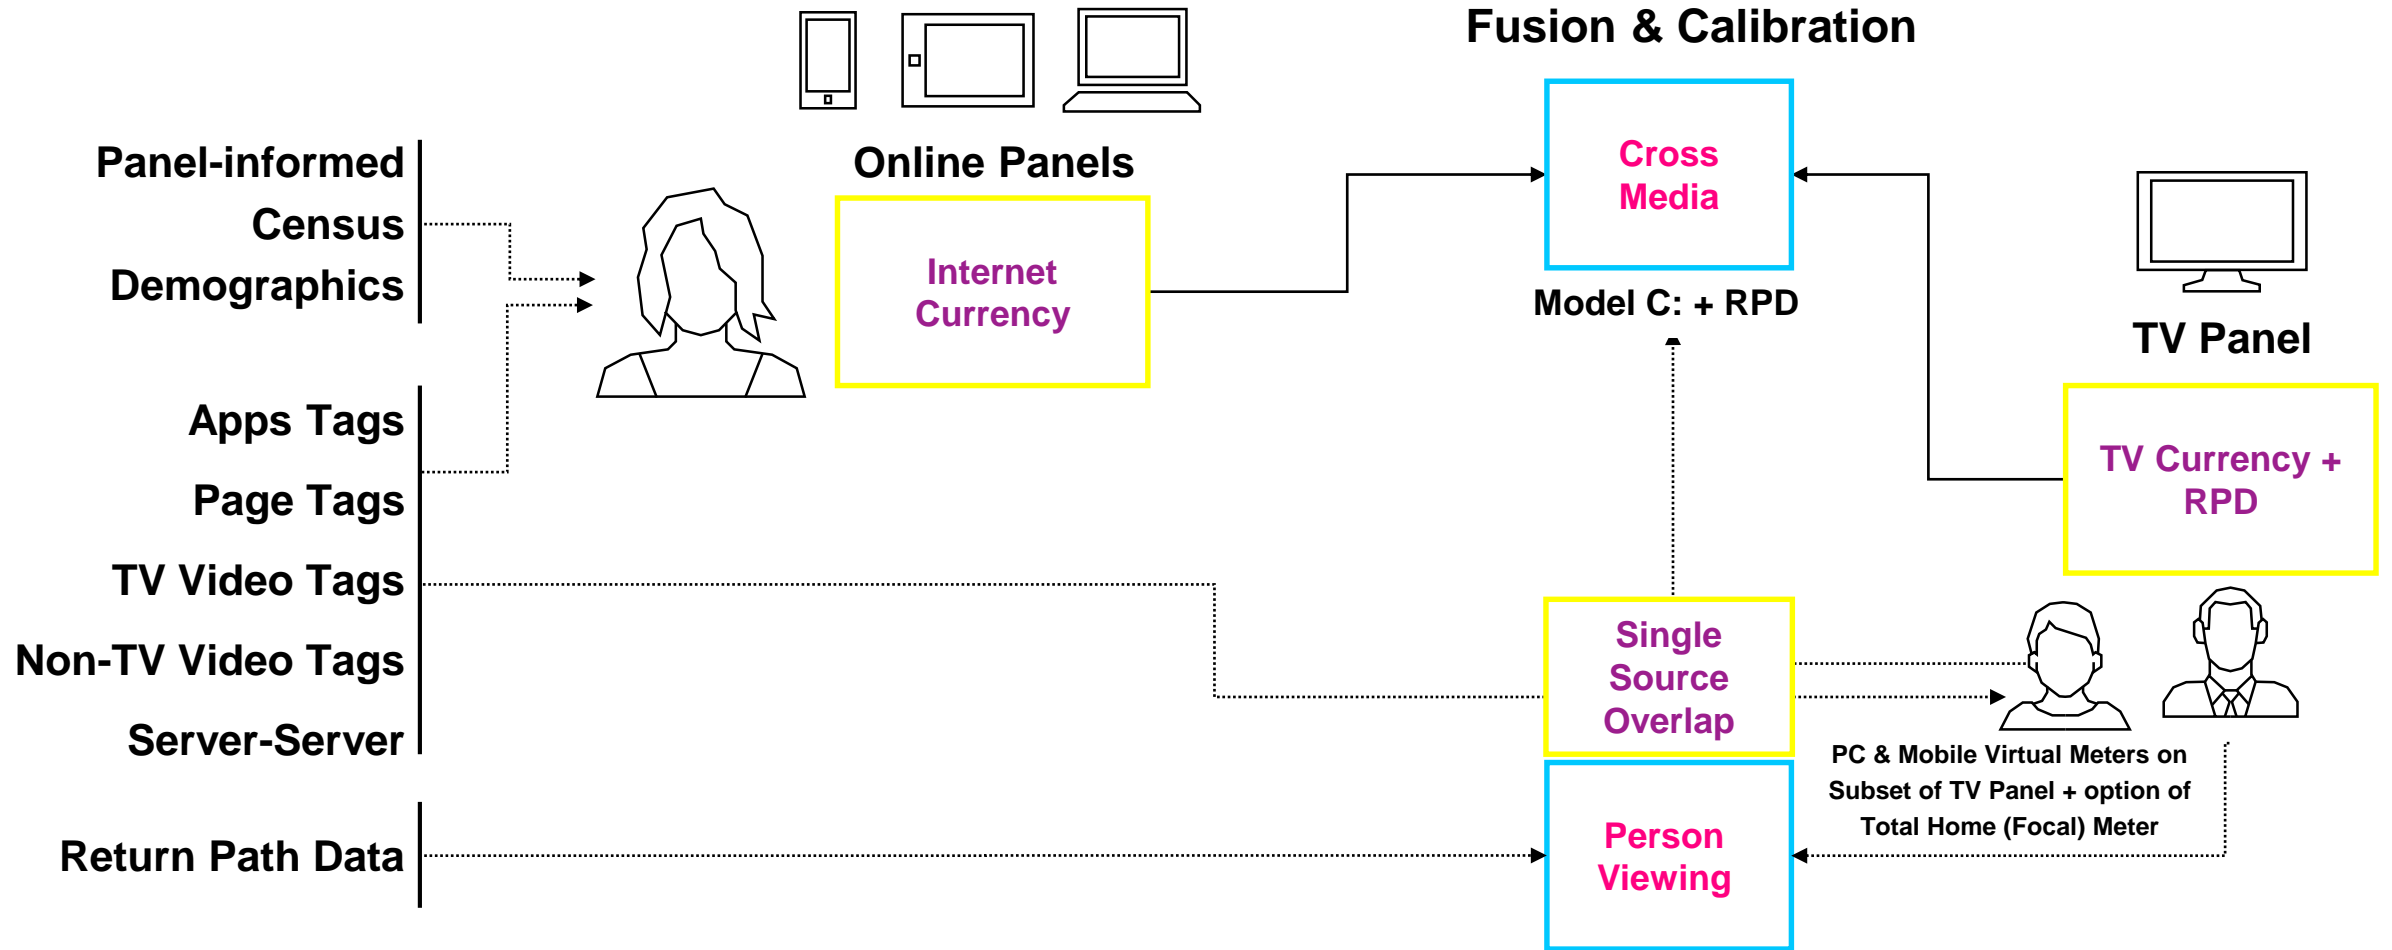 Fusion & Calibration
Panel-informed
Census
Demographics
Online Panels
Internet
Currency
Cross
Media
Model C: + RPD
TV Panel
TV Currency +
RPD
Apps Tags
Page Tags
TV Video Tags
Non-TV Video Tags
Server-Server
Single
Source
Overlap
PC & Mobile Virtual Meters on
Subset of TV Panel + option of
Total Home (Focal) Meter
Return Path Data
Person
Viewing